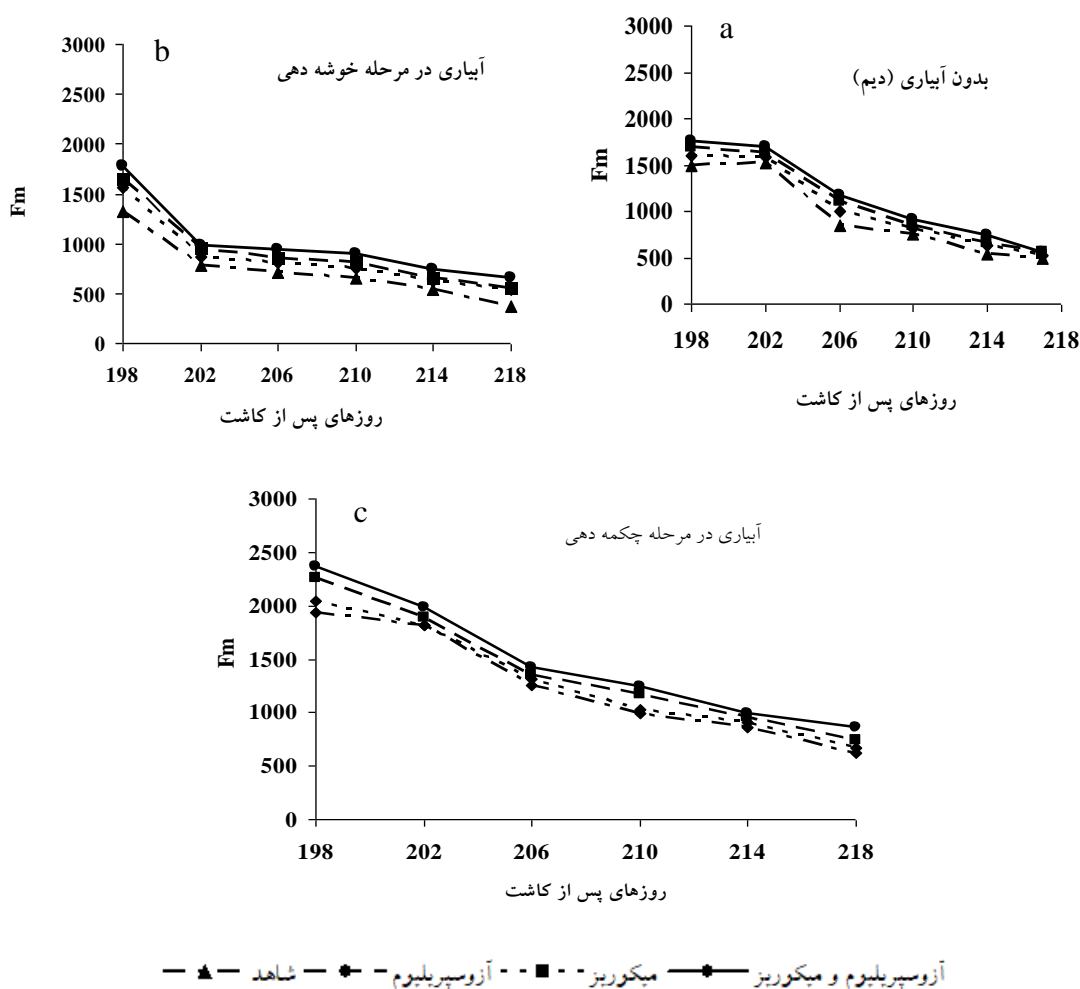 a
بدون آبیاری (دیم)
3000
2500
2000
1500
1000
500
0
Fm
198 202 206 210 214 218
روزهای پس از کاشت
b
آبیاری در مرحله خوشه دهی
3000
2500
2000
1500
1000
500
0
Fm
198 202 206 210 214 218
روزهای پس از کاشت
c
آبیاری در مرحله چکمه دهی
3000
2500
2000
1500
1000
500
0
Fm
198 202 206 210 214 218
روزهای پس از کاشت
آزوسپریلیوم و میکوریز میکوریز آزوسپریلیوم شاهد